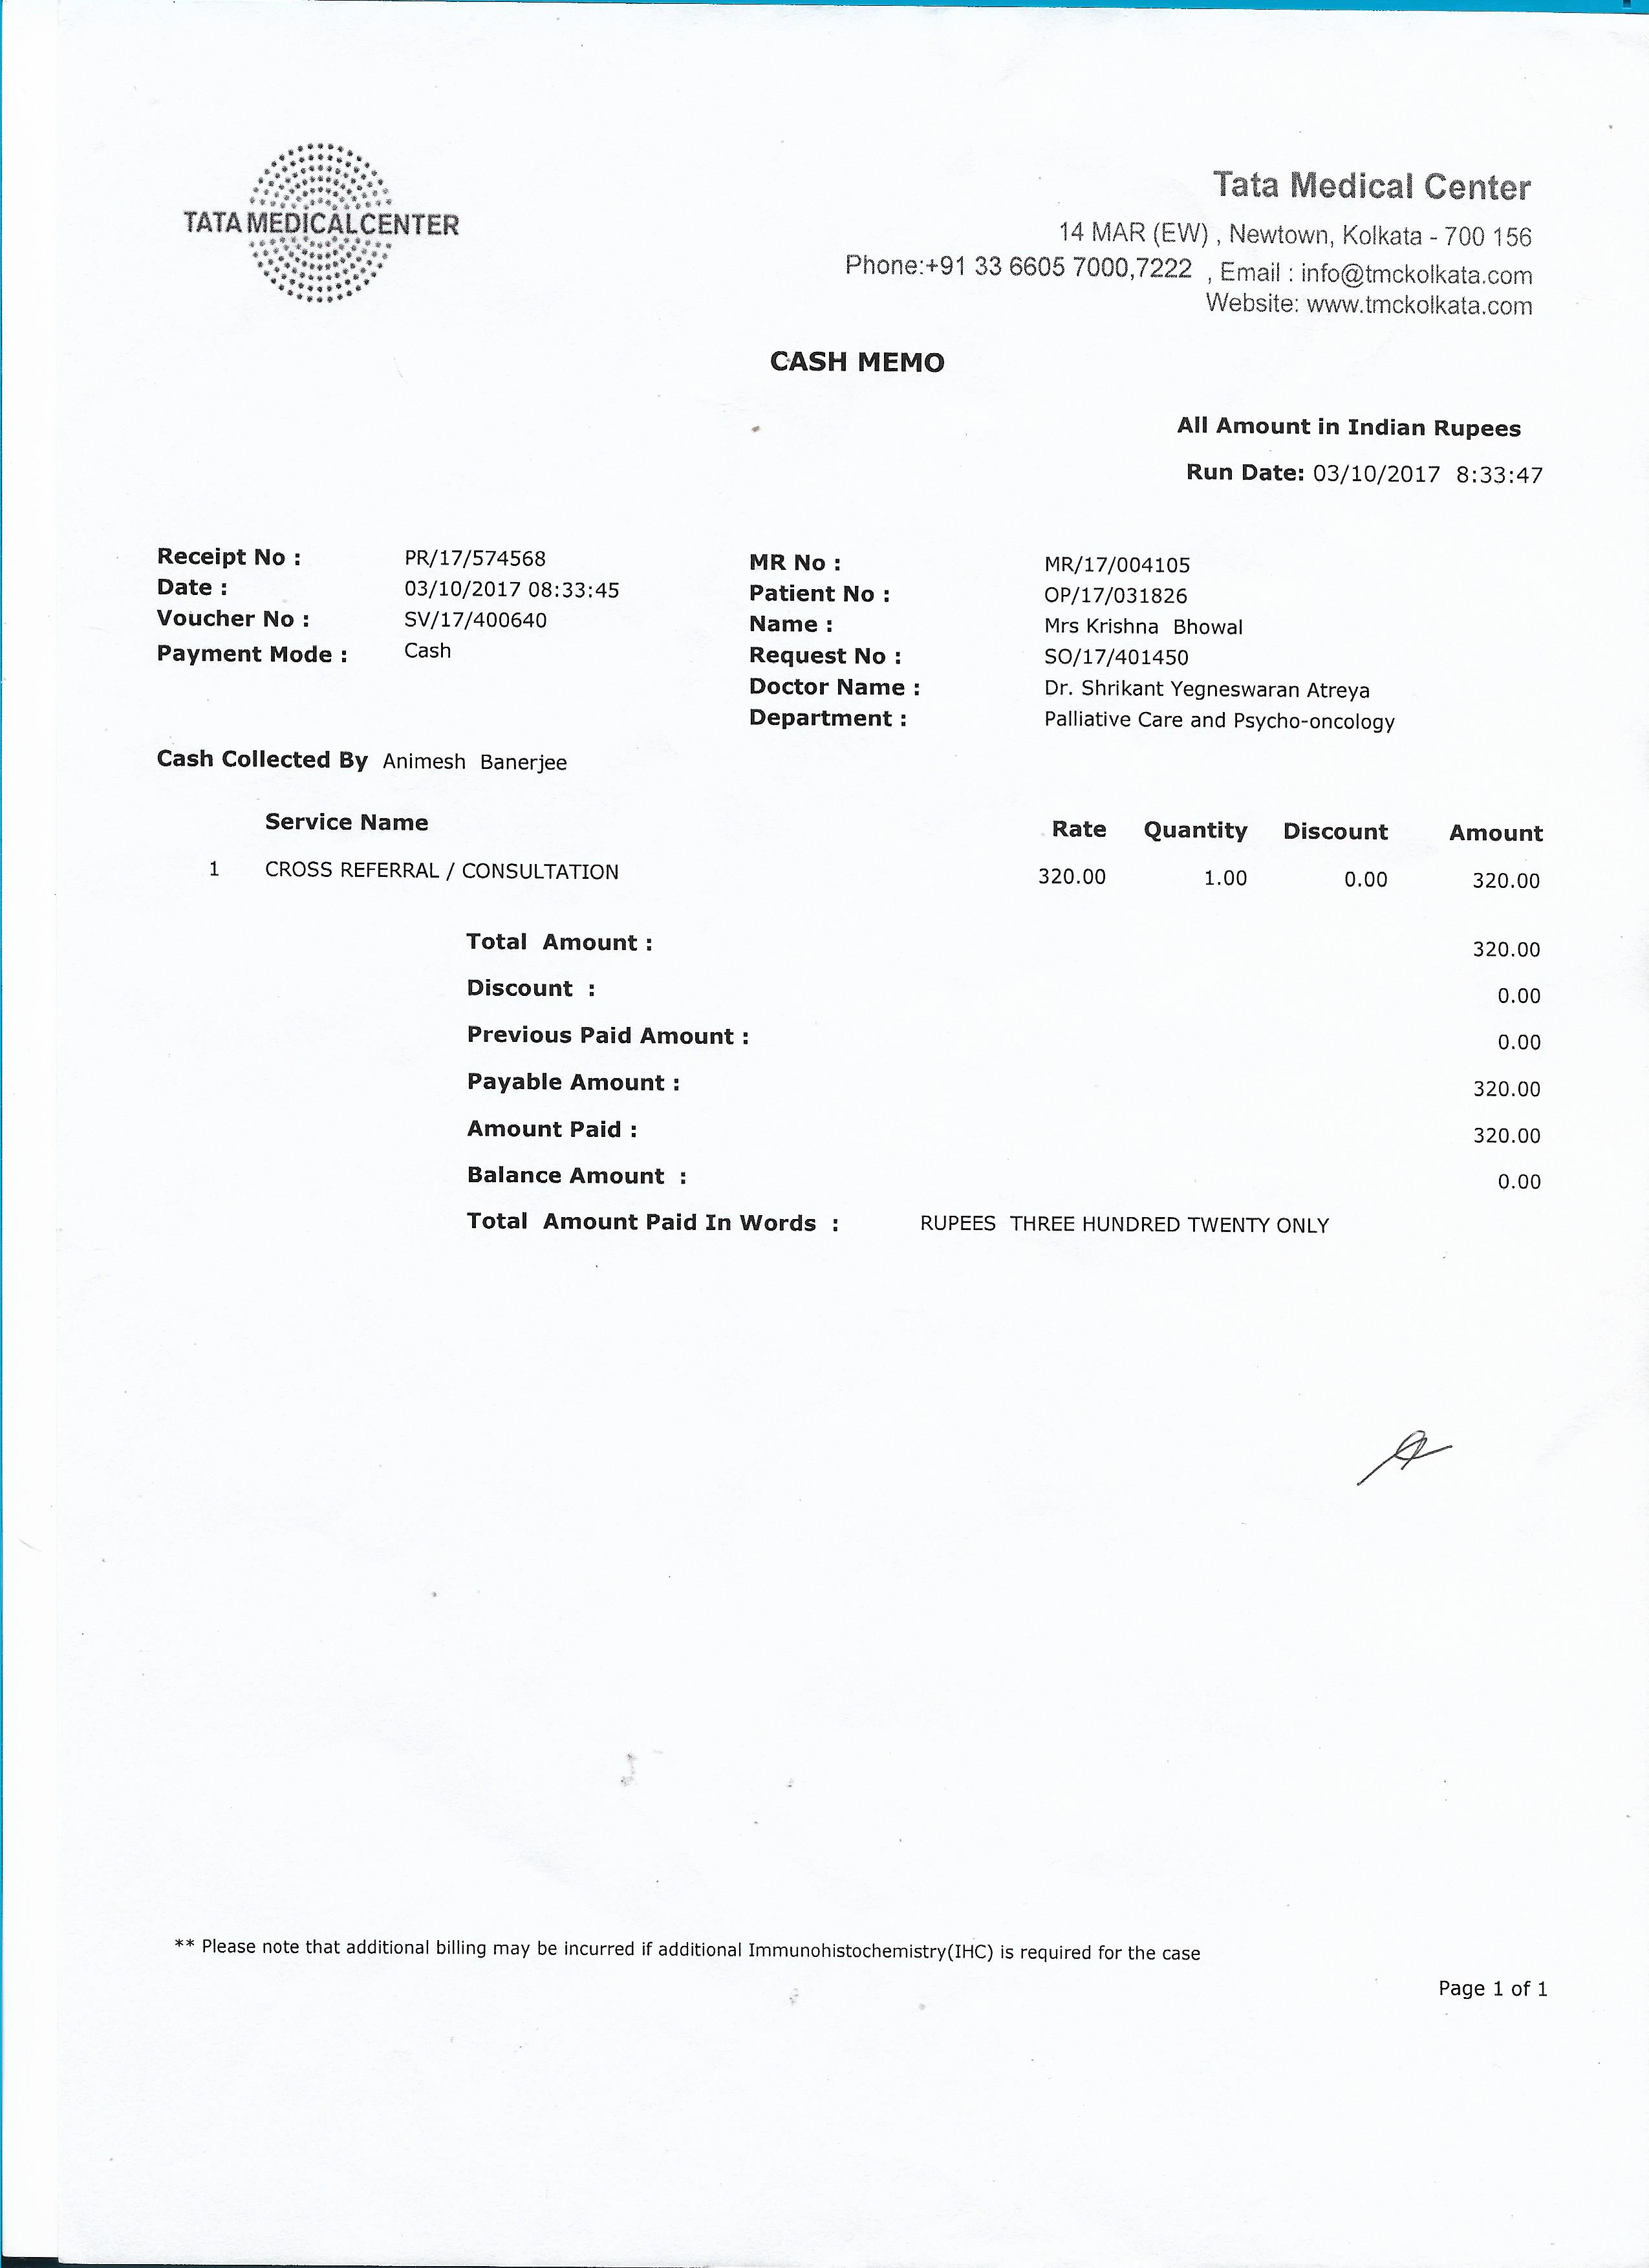 TATA MEDICAL CENTER
Tata Medical Center
14 MAR (EW) , Newtown, Kolkata - 700 156
Phone:+91 33 6605 7000,7222 , Email : info@tmckolkata.com
Website: www.tmckolkata.com
CASH MEMO
All Amount in Indian Rupees
Run Date: 03/10/2017 8:33:47
Receipt No : PR/17/574568
Date : 03/10/2017 08:33:45
Voucher No : SV/17/400640
Payment Mode : Cash
MR No : MR/17/004105
Patient No : OP/17/031826
Name : Mrs Krishna Bhowal
Request No : SO/17/401450
Doctor Name : Dr. Shrikant Yegneswaran Atreya
Department : Palliative Care and Psycho-oncology
Cash Collected By Animesh Banerjee
Service Name Rate Quantity Discount Amount
1 CROSS REFERRAL / CONSULTATION 320.00 1.00 0.00 320.00
Total Amount : 320.00
Discount : 0.00
Previous Paid Amount : 0.00
Payable Amount : 320.00
Amount Paid : 320.00
Balance Amount : 0.00
Total Amount Paid In Words : RUPEES THREE HUNDRED TWENTY ONLY
** Please note that additional billing may be incurred if additional Immunohistochemistry(IHC) is required for the case
Page 1 of 1